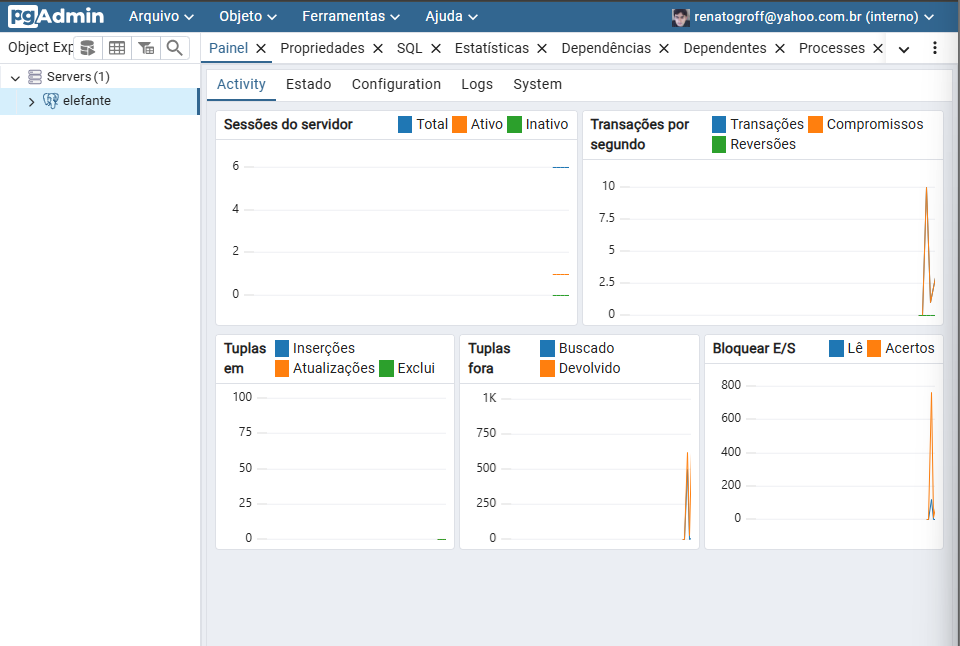 pgAdmin Arquivo Objeto Ferramentas Ajuda renatogroff@yahoo.com.br (interno)
Object Exp
Painel Propriedades SQL Estatísticas Dependências Dependentes Processes
Servers (1)
elefante
Activity Estado Configuration Logs System
Sessões do servidor Total Ativo Inativo
6
4
2
0
Transações por segundo
Transações Compromissos
Reversões
10
7.5
5
2.5
0
Tuplas em
Inserções
Atualizações Exclui
100
75
50
25
0
Tuplas fora
Buscado
Devolvido
1K
750
500
250
0
Bloquear E/S Lê Acertos
800
600
400
200
0